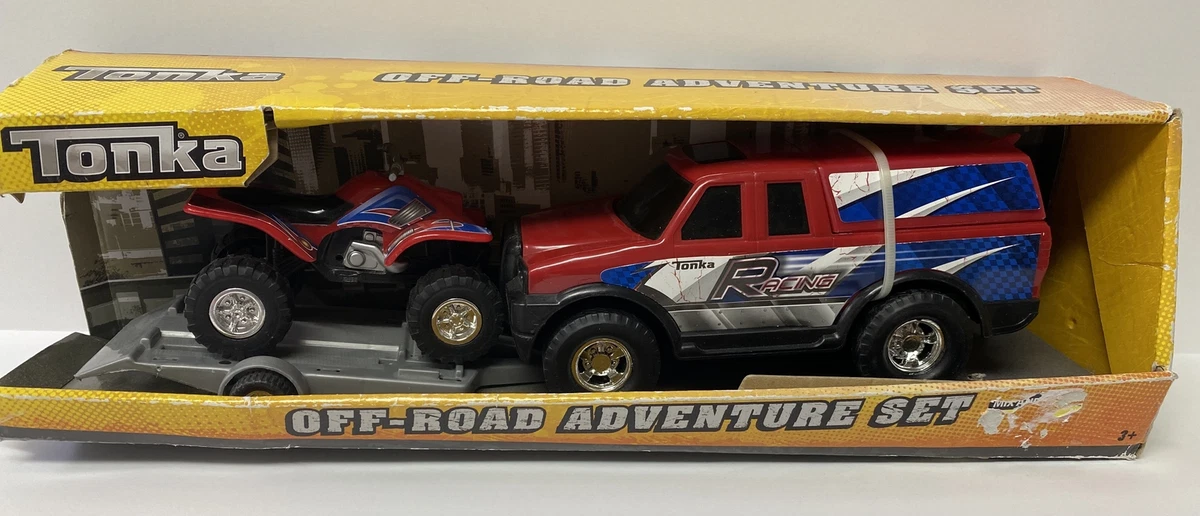 Tonka
OFF-ROAD ADVENTURE SET
Tonka
Tonka
RACING
OFF-ROAD ADVENTURE SET
3+